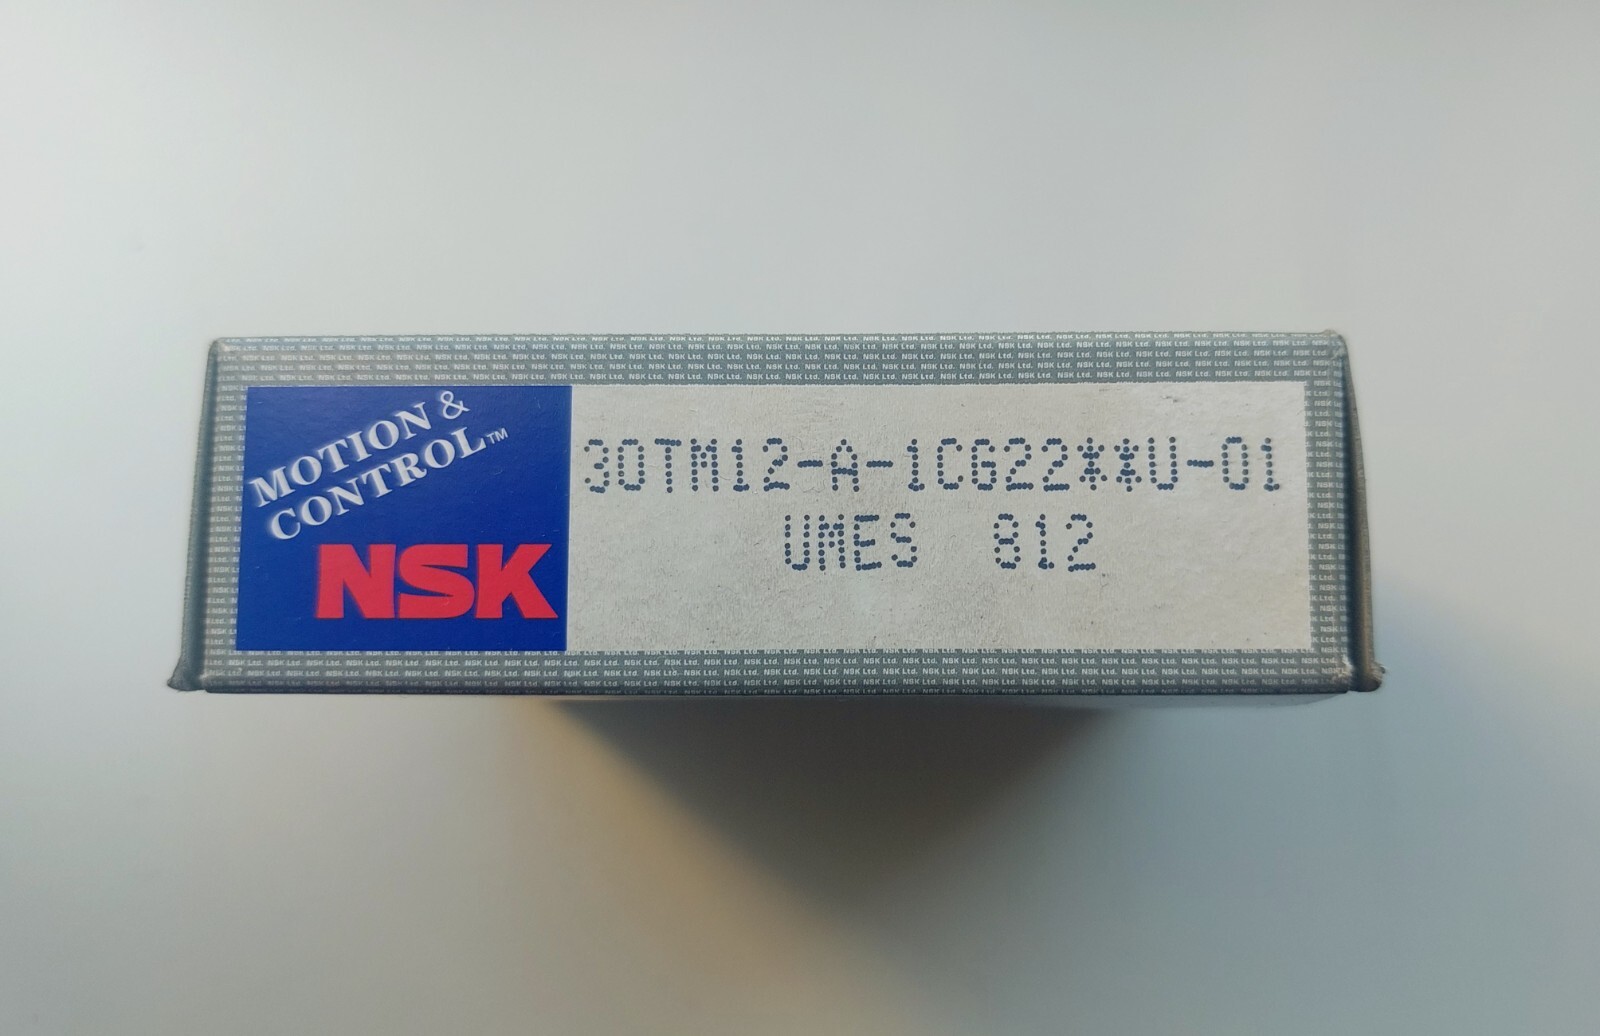 MOTION &
CONTROL™
NSK
30TM12-A-1CG22**U-01
UMES 812